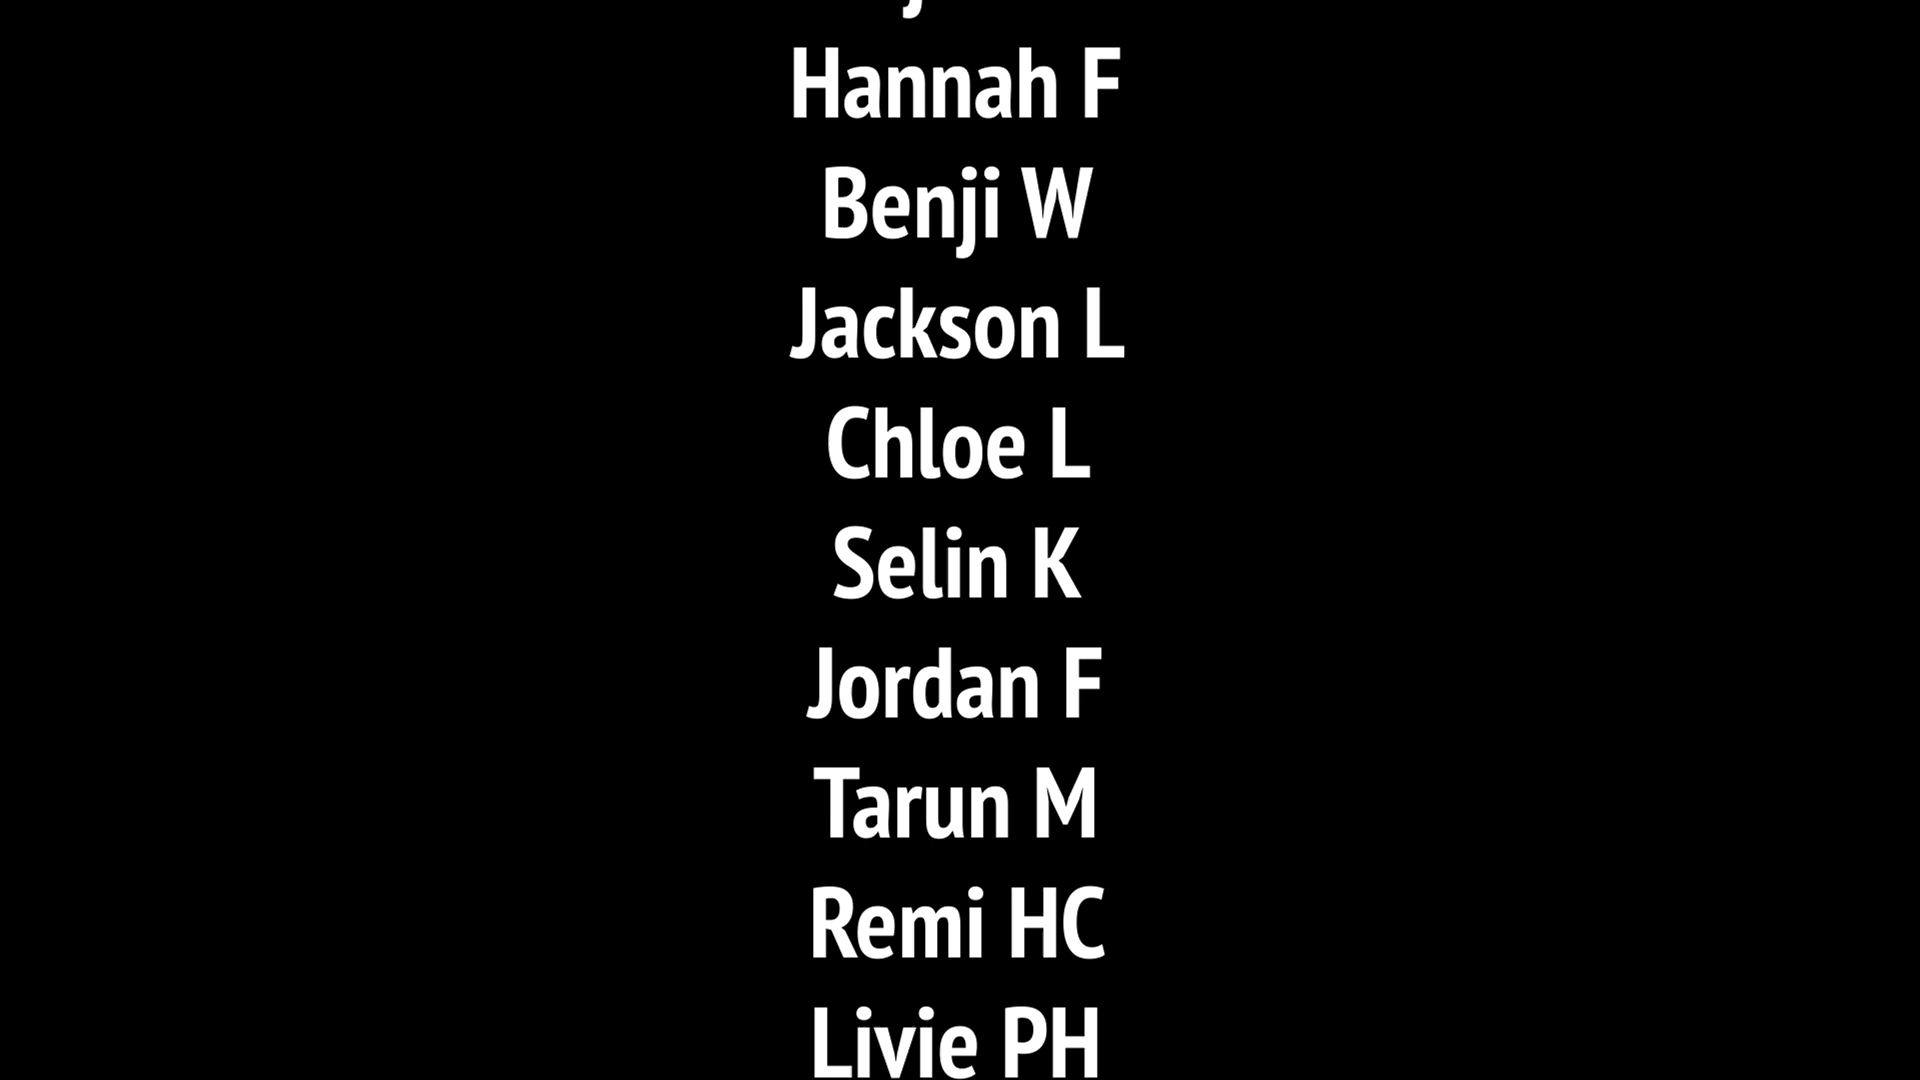 Hannah F
Benji W
Jackson L
Chloe L
Selin K
Jordan F
Tarun M
Remi HC
Livie PH